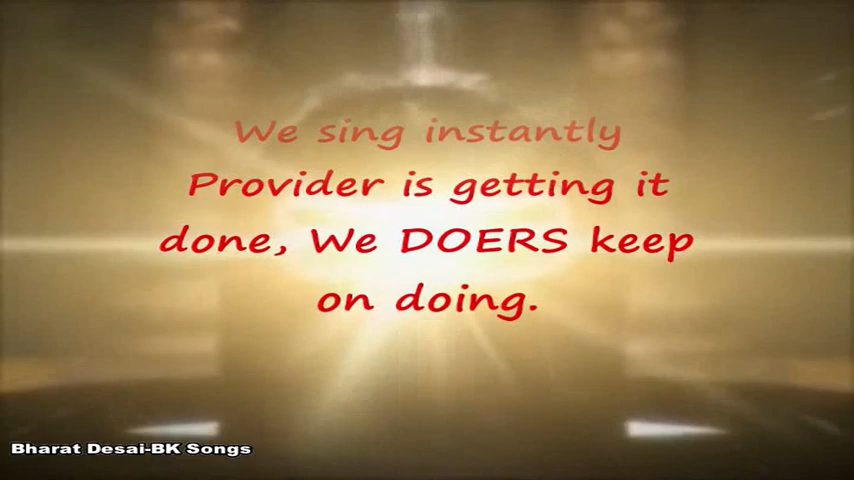 We sing instantly
Provider is getting it
done, We DOERS keep
on doing.
Bharat Desai-BK Songs